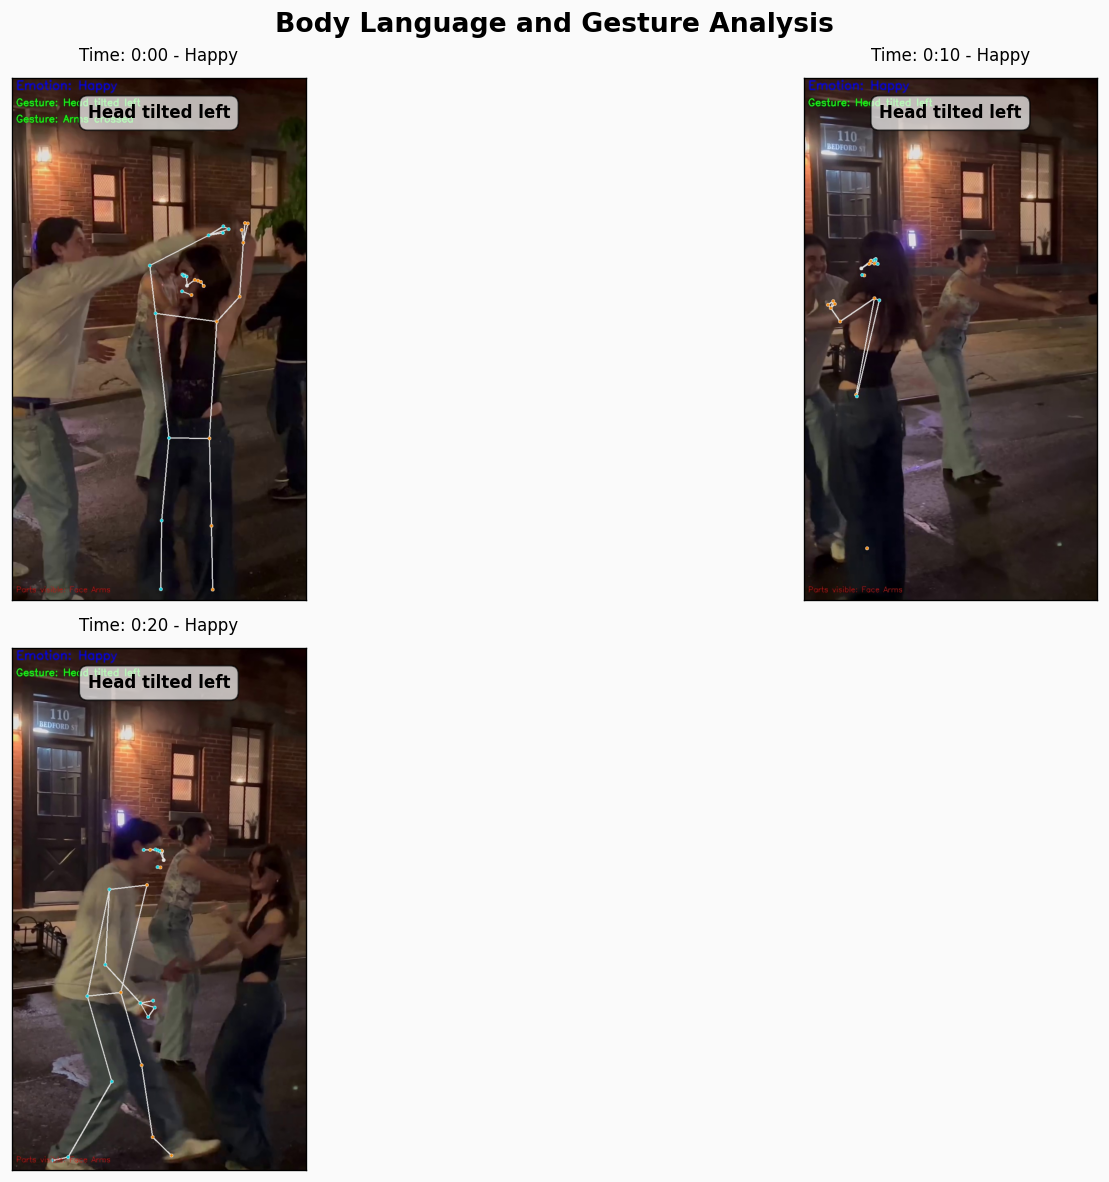 Body Language and Gesture Analysis
Time: 0:00 - Happy
Emotion: Happy
Gesture: Head tilted left
Head tilted left
Gesture: Arms crossed
Parts visible: Face Arms
Time: 0:10 - Happy
Emotion: Happy
Gesture: Head tilted left
Head tilted left
110
BEDFORD ST
Parts visible: Face Arms
Time: 0:20 - Happy
Emotion: Happy
Gesture: Head tilted left
Head tilted left
110
BEDFORD ST
Parts visible: Face Arms